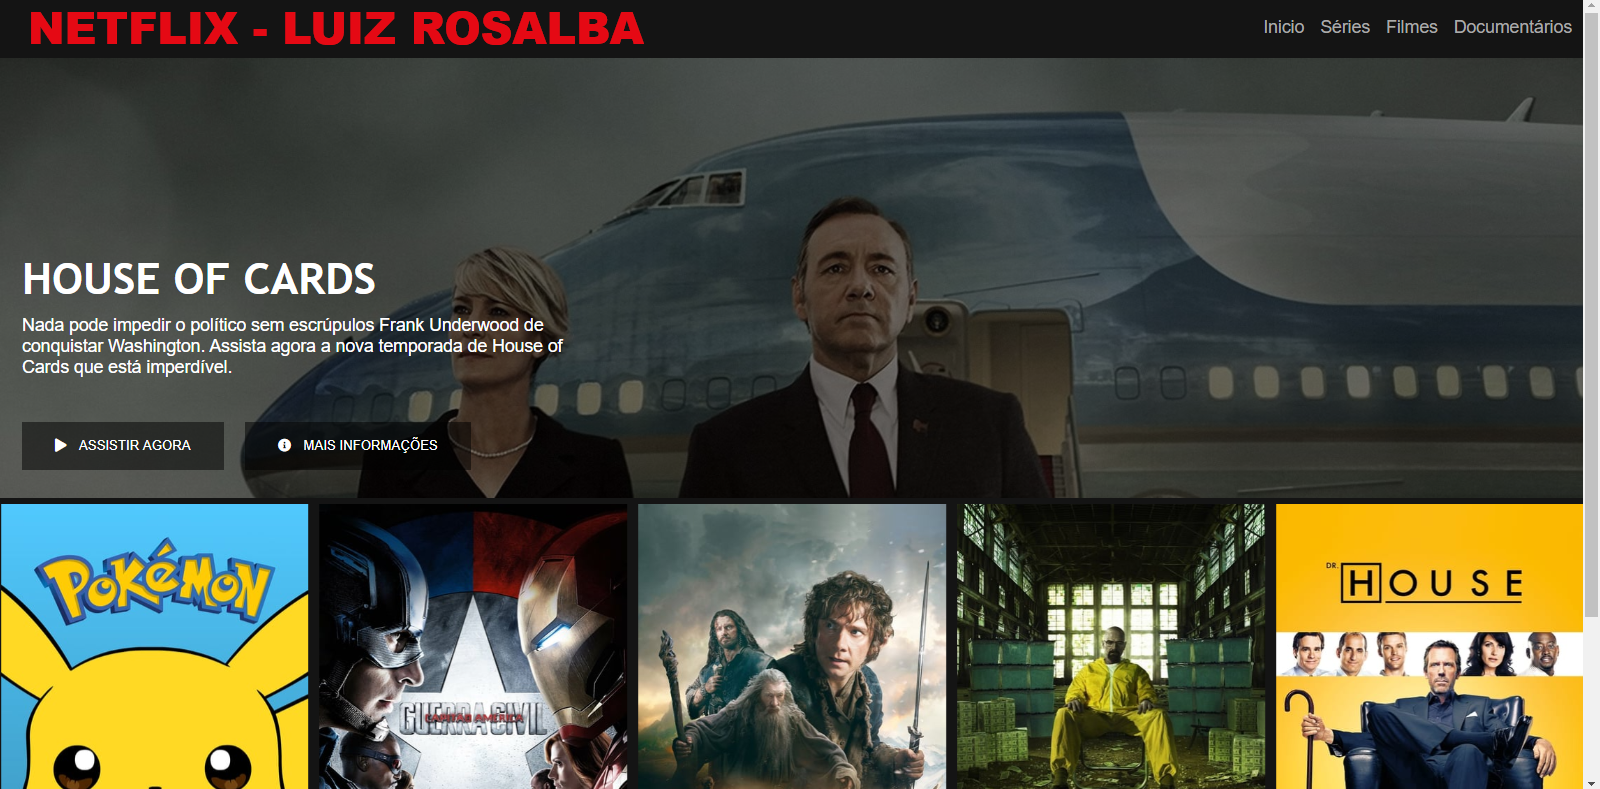 NETFLIX - LUIZ ROSALBA
Inicio Séries Filmes Documentários
HOUSE OF CARDS
Nada pode impedir o político sem escrúpulos Frank Underwood de
conquistar Washington. Assista agora a nova temporada de House of
Cards que está imperdível.
ASSISTIR AGORA
MAIS INFORMAÇÕES
POKÉMON
CAPITÃO AMÉRICA
GUERRA CIVIL
DR.
HOUSE